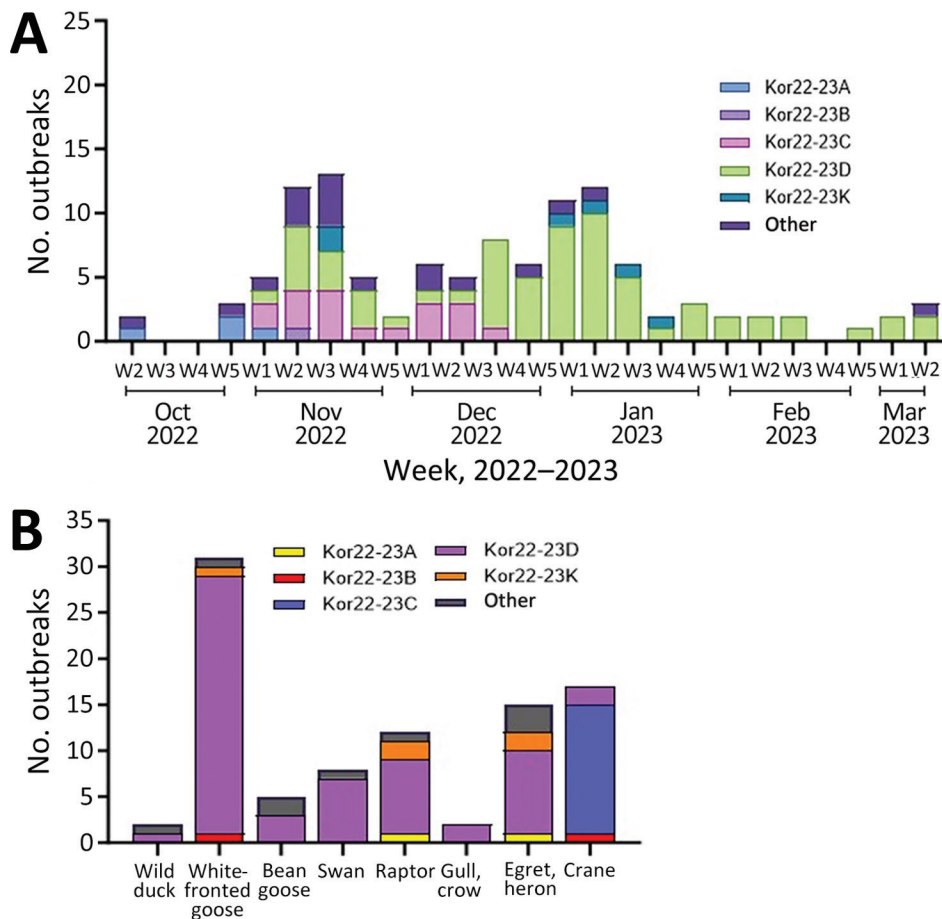 A
No. outbreaks
25
20
15
10
5
0
Kor22-23A
Kor22-23B
Kor22-23C
Kor22-23D
Kor22-23K
Other
W2 W3 W4 W5 W1 W2 W3 W4 W5 W1 W2 W3 W4 W5 W1 W2 W3 W4 W5 W1 W2 W3 W4 W5 W1 W2
Oct Nov Dec Jan Feb Mar
2022 2022 2022 2023 2023 2023
Week, 2022–2023
B
No. outbreaks
35
30
25
20
15
10
5
0
Kor22-23A Kor22-23D
Kor22-23B Kor22-23K
Kor22-23C Other
Wild White- Bean Swan Raptor Gull, Egret, Crane
duck fronted goose crow heron
goose